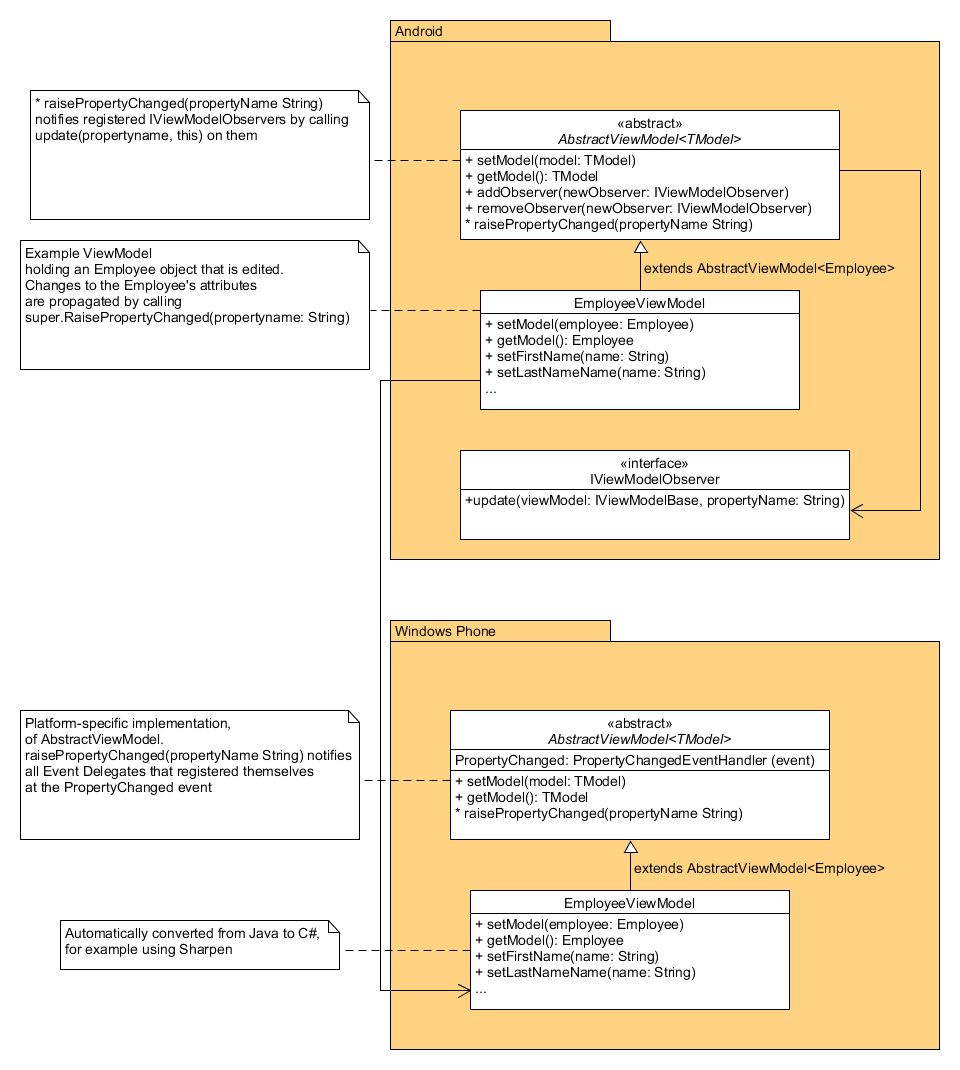 Android
* raisePropertyChanged(propertyName String)
notifies registered IViewModelObservers by calling
update(propertyname, this) on them
«abstract»
AbstractViewModel<TModel>
+ setModel(model: TModel)
+ getModel(): TModel
+ addObserver(newObserver: IViewModelObserver)
+ removeObserver(newObserver: IViewModelObserver)
* raisePropertyChanged(propertyName String)
Example ViewModel
holding an Employee object that is edited.
Changes to the Employee's attributes
are propagated by calling
super.RaisePropertyChanged(propertyname: String)
extends AbstractViewModel<Employee>
EmployeeViewModel
+ setModel(employee: Employee)
+ getModel(): Employee
+ setFirstName(name: String)
+ setLastNameName(name: String)
...
«interface»
IViewModelObserver
+update(viewModel: IViewModelBase, propertyName: String)
Windows Phone
Platform-specific implementation,
of AbstractViewModel.
raisePropertyChanged(propertyName String) notifies
all Event Delegates that registered themselves
at the PropertyChanged event
«abstract»
AbstractViewModel<TModel>
PropertyChanged: PropertyChangedEventHandler (event)
+ setModel(model: TModel)
+ getModel(): TModel
* raisePropertyChanged(propertyName String)
extends AbstractViewModel<Employee>
Automatically converted from Java to C#,
for example using Sharpen
EmployeeViewModel
+ setModel(employee: Employee)
+ getModel(): Employee
+ setFirstName(name: String)
+ setLastNameName(name: String)
...